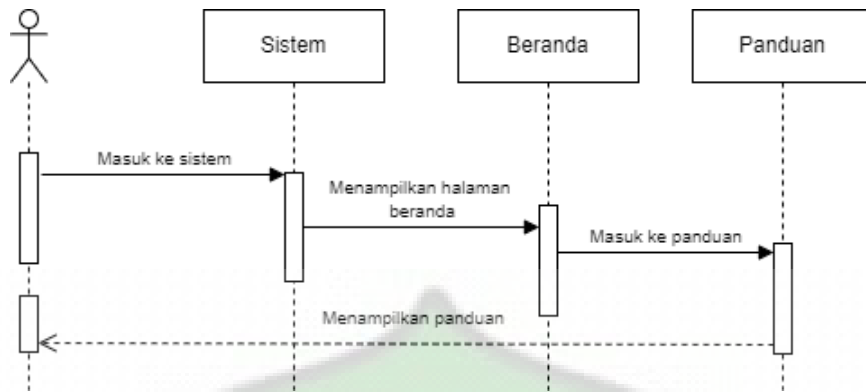 Sistem
Beranda
Panduan
Masuk ke sistem
Menampilkan halaman
beranda
Masuk ke panduan
Menampilkan panduan